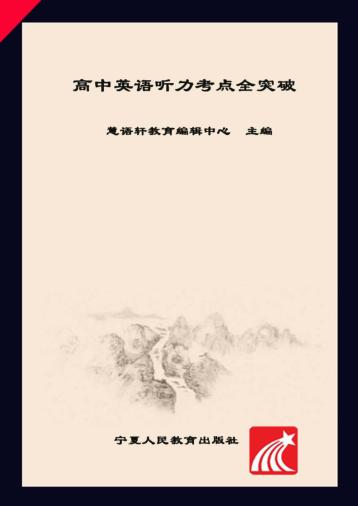 高中英语听力考点全突破
慧语轩教育编辑中心 主编
宁夏人民教育出版社